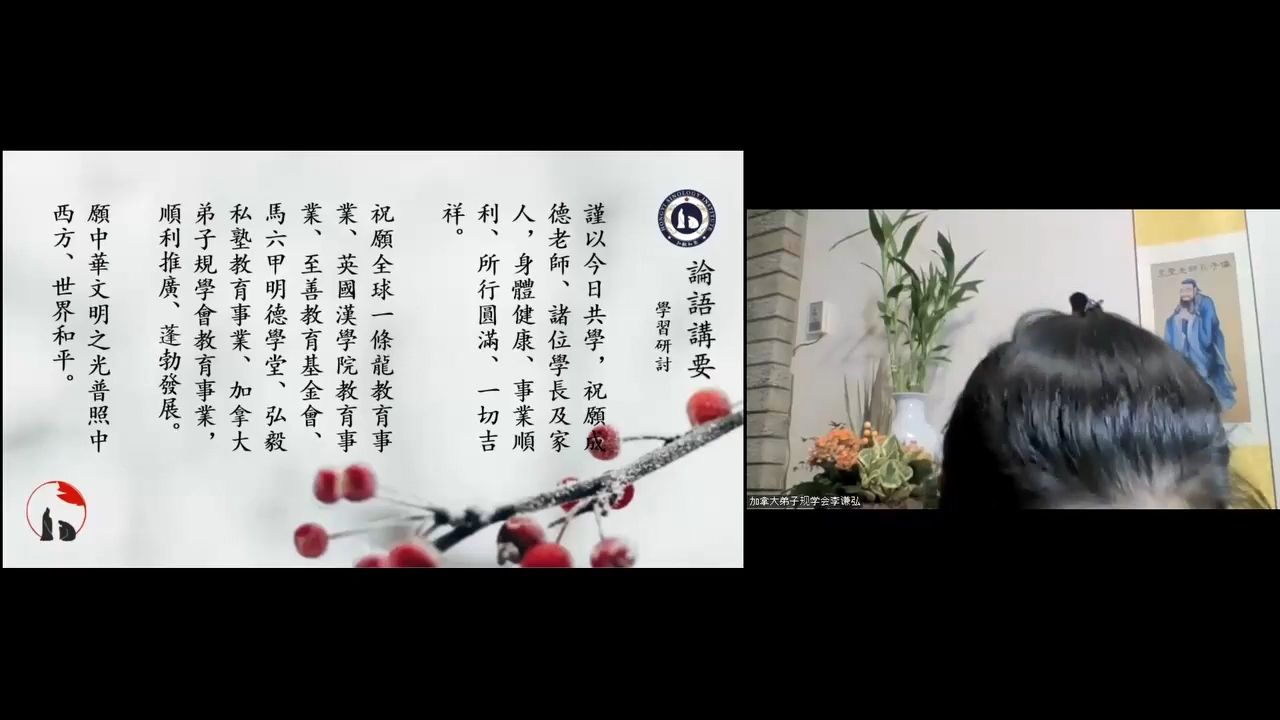 論語講要
學習研討
謹以今日共學，祝願成
德老師、諸位學長及家
人，身體健康、事業順
利、所行圓滿、一切吉
祥。
祝願全球一條龍教育事
業、英國漢學院教育事
業、至善教育基金會、
馬六甲明德學堂、弘毅
私塾教育事業、加拿大
弟子規學會教育事業，
順利推廣、蓬勃發展。
願中華文明之光普照中
西方、世界和平。
加拿大弟子规学会李谦弘